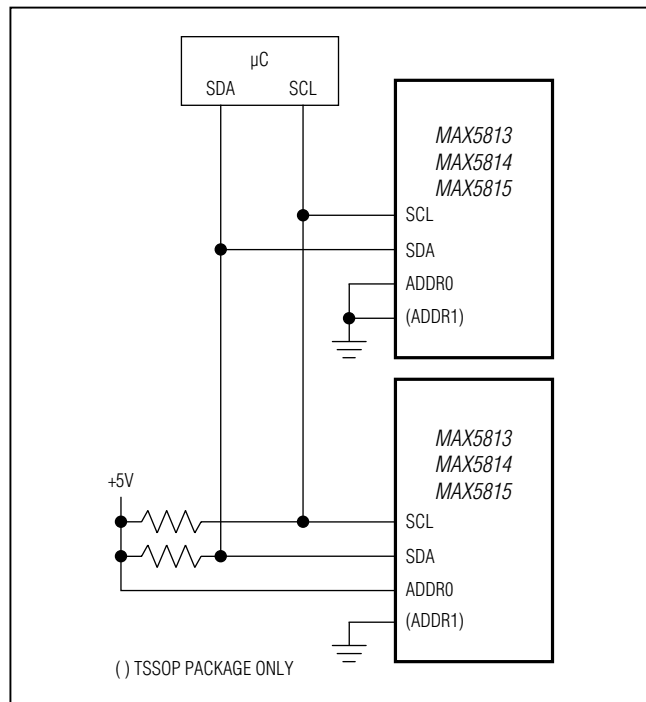 µC
SDA SCL
MAX5813
MAX5814
MAX5815
SCL
SDA
ADDR0
(ADDR1)
MAX5813
MAX5814
MAX5815
+5V
SCL
SDA
ADDR0
(ADDR1)
( ) TSSOP PACKAGE ONLY